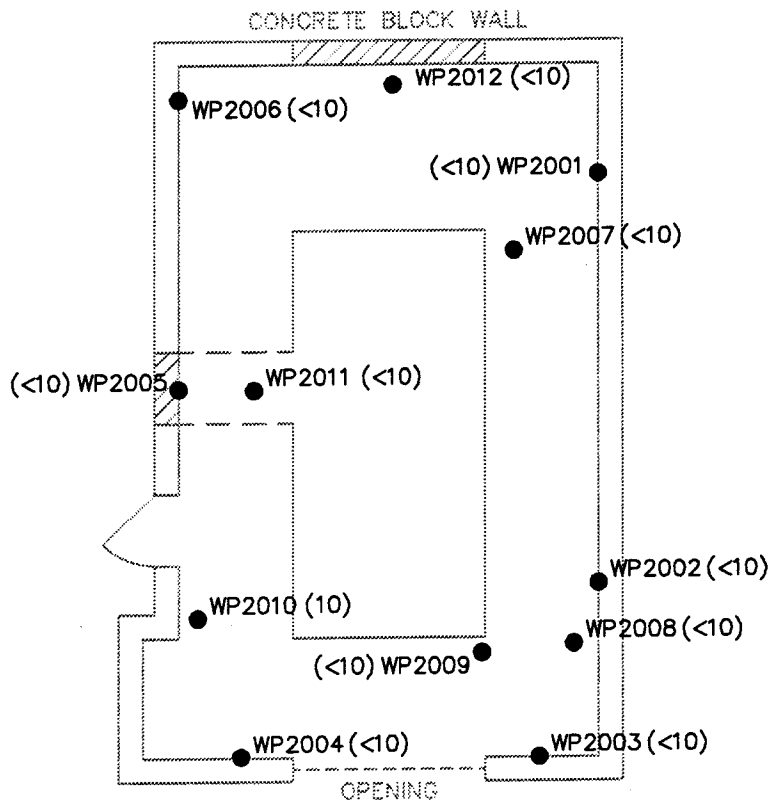 CONCRETE BLOCK WALL
WP2012 (<10)
WP2006 (<10)
(<10) WP2001
WP2007 (<10)
(<10) WP2005
WP2011 (<10)
WP2002 (<10)
WP2010 (10)
WP2008 (<10)
(<10) WP2009
WP2004 (<10)
WP2003 (<10)
OPENING